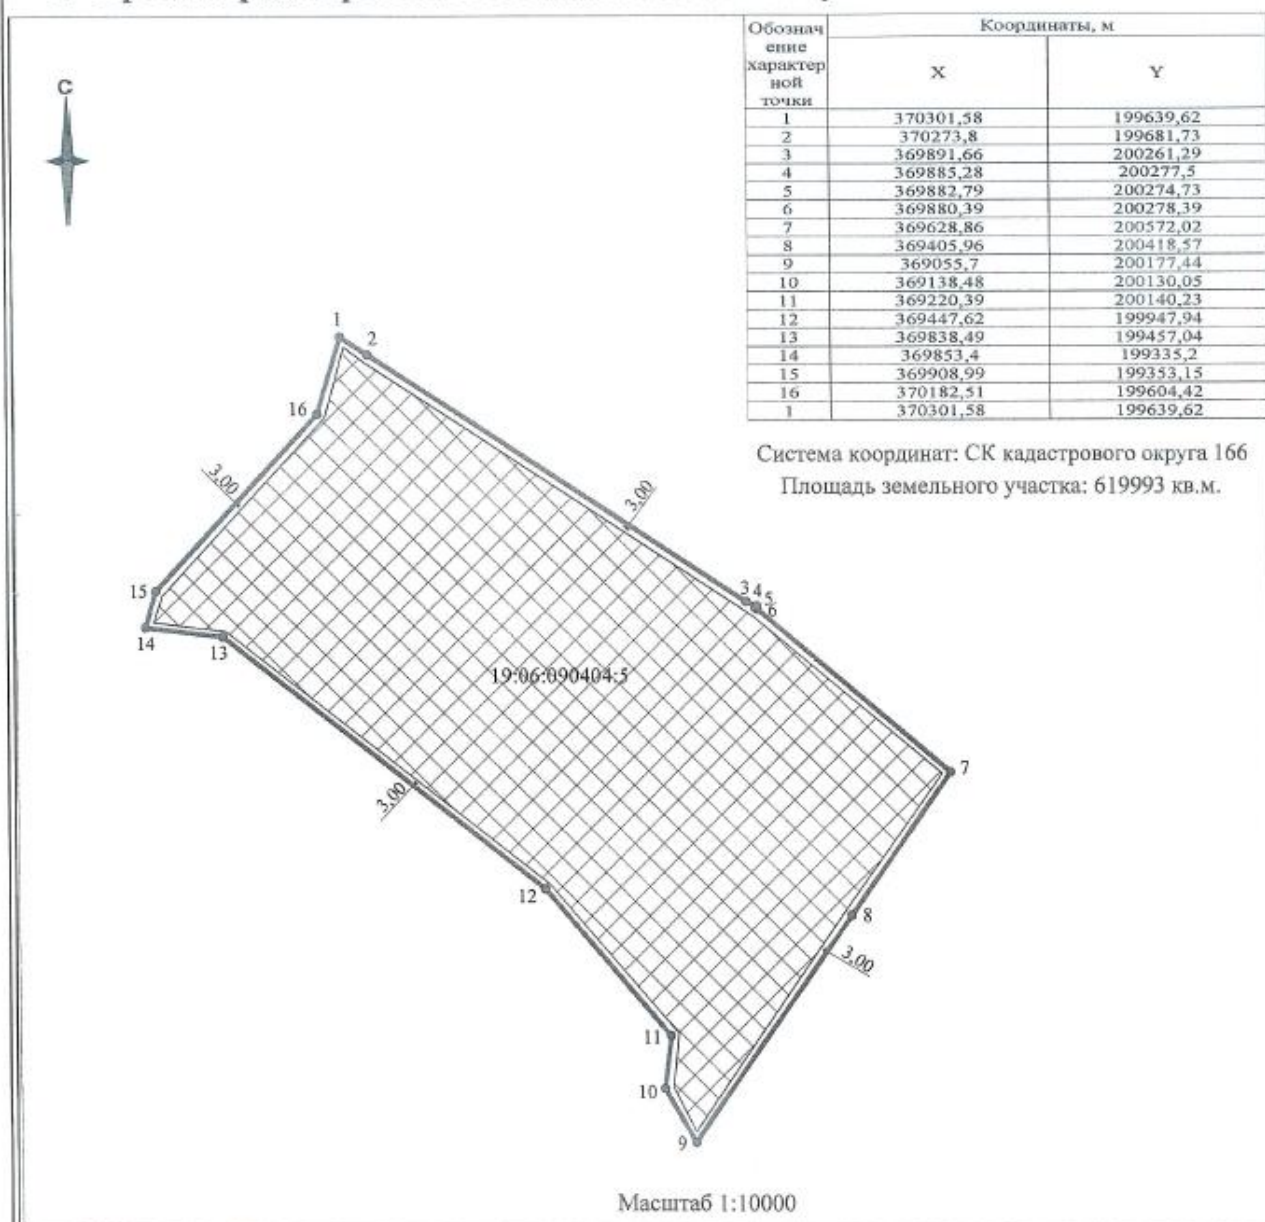 Обознач
ение
характер
ной
точки
Координаты, м
X Y
1 370301,58 199639,62
2 370273,8 199681,73
3 369891,66 200261,29
4 369885,28 200277,5
5 369882,79 200274,73
6 369880,39 200278,39
7 369628,86 200572,02
8 369405,96 200418,57
9 369055,7 200177,44
10 369138,48 200130,05
11 369220,39 200140,23
12 369447,62 199947,94
13 369838,49 199457,04
14 369853,4 199335,2
15 369908,99 199353,15
16 370182,51 199604,42
1 370301,58 199639,62
Система координат: СК кадастрового округа 166
Площадь земельного участка: 619993 кв.м.
С
1
2
16
3,00
3,00
15
3 4 5
6
14
13
19:06:090404:5
7
3,00
12
8
3,00
11
10
9
Масштаб 1:10000